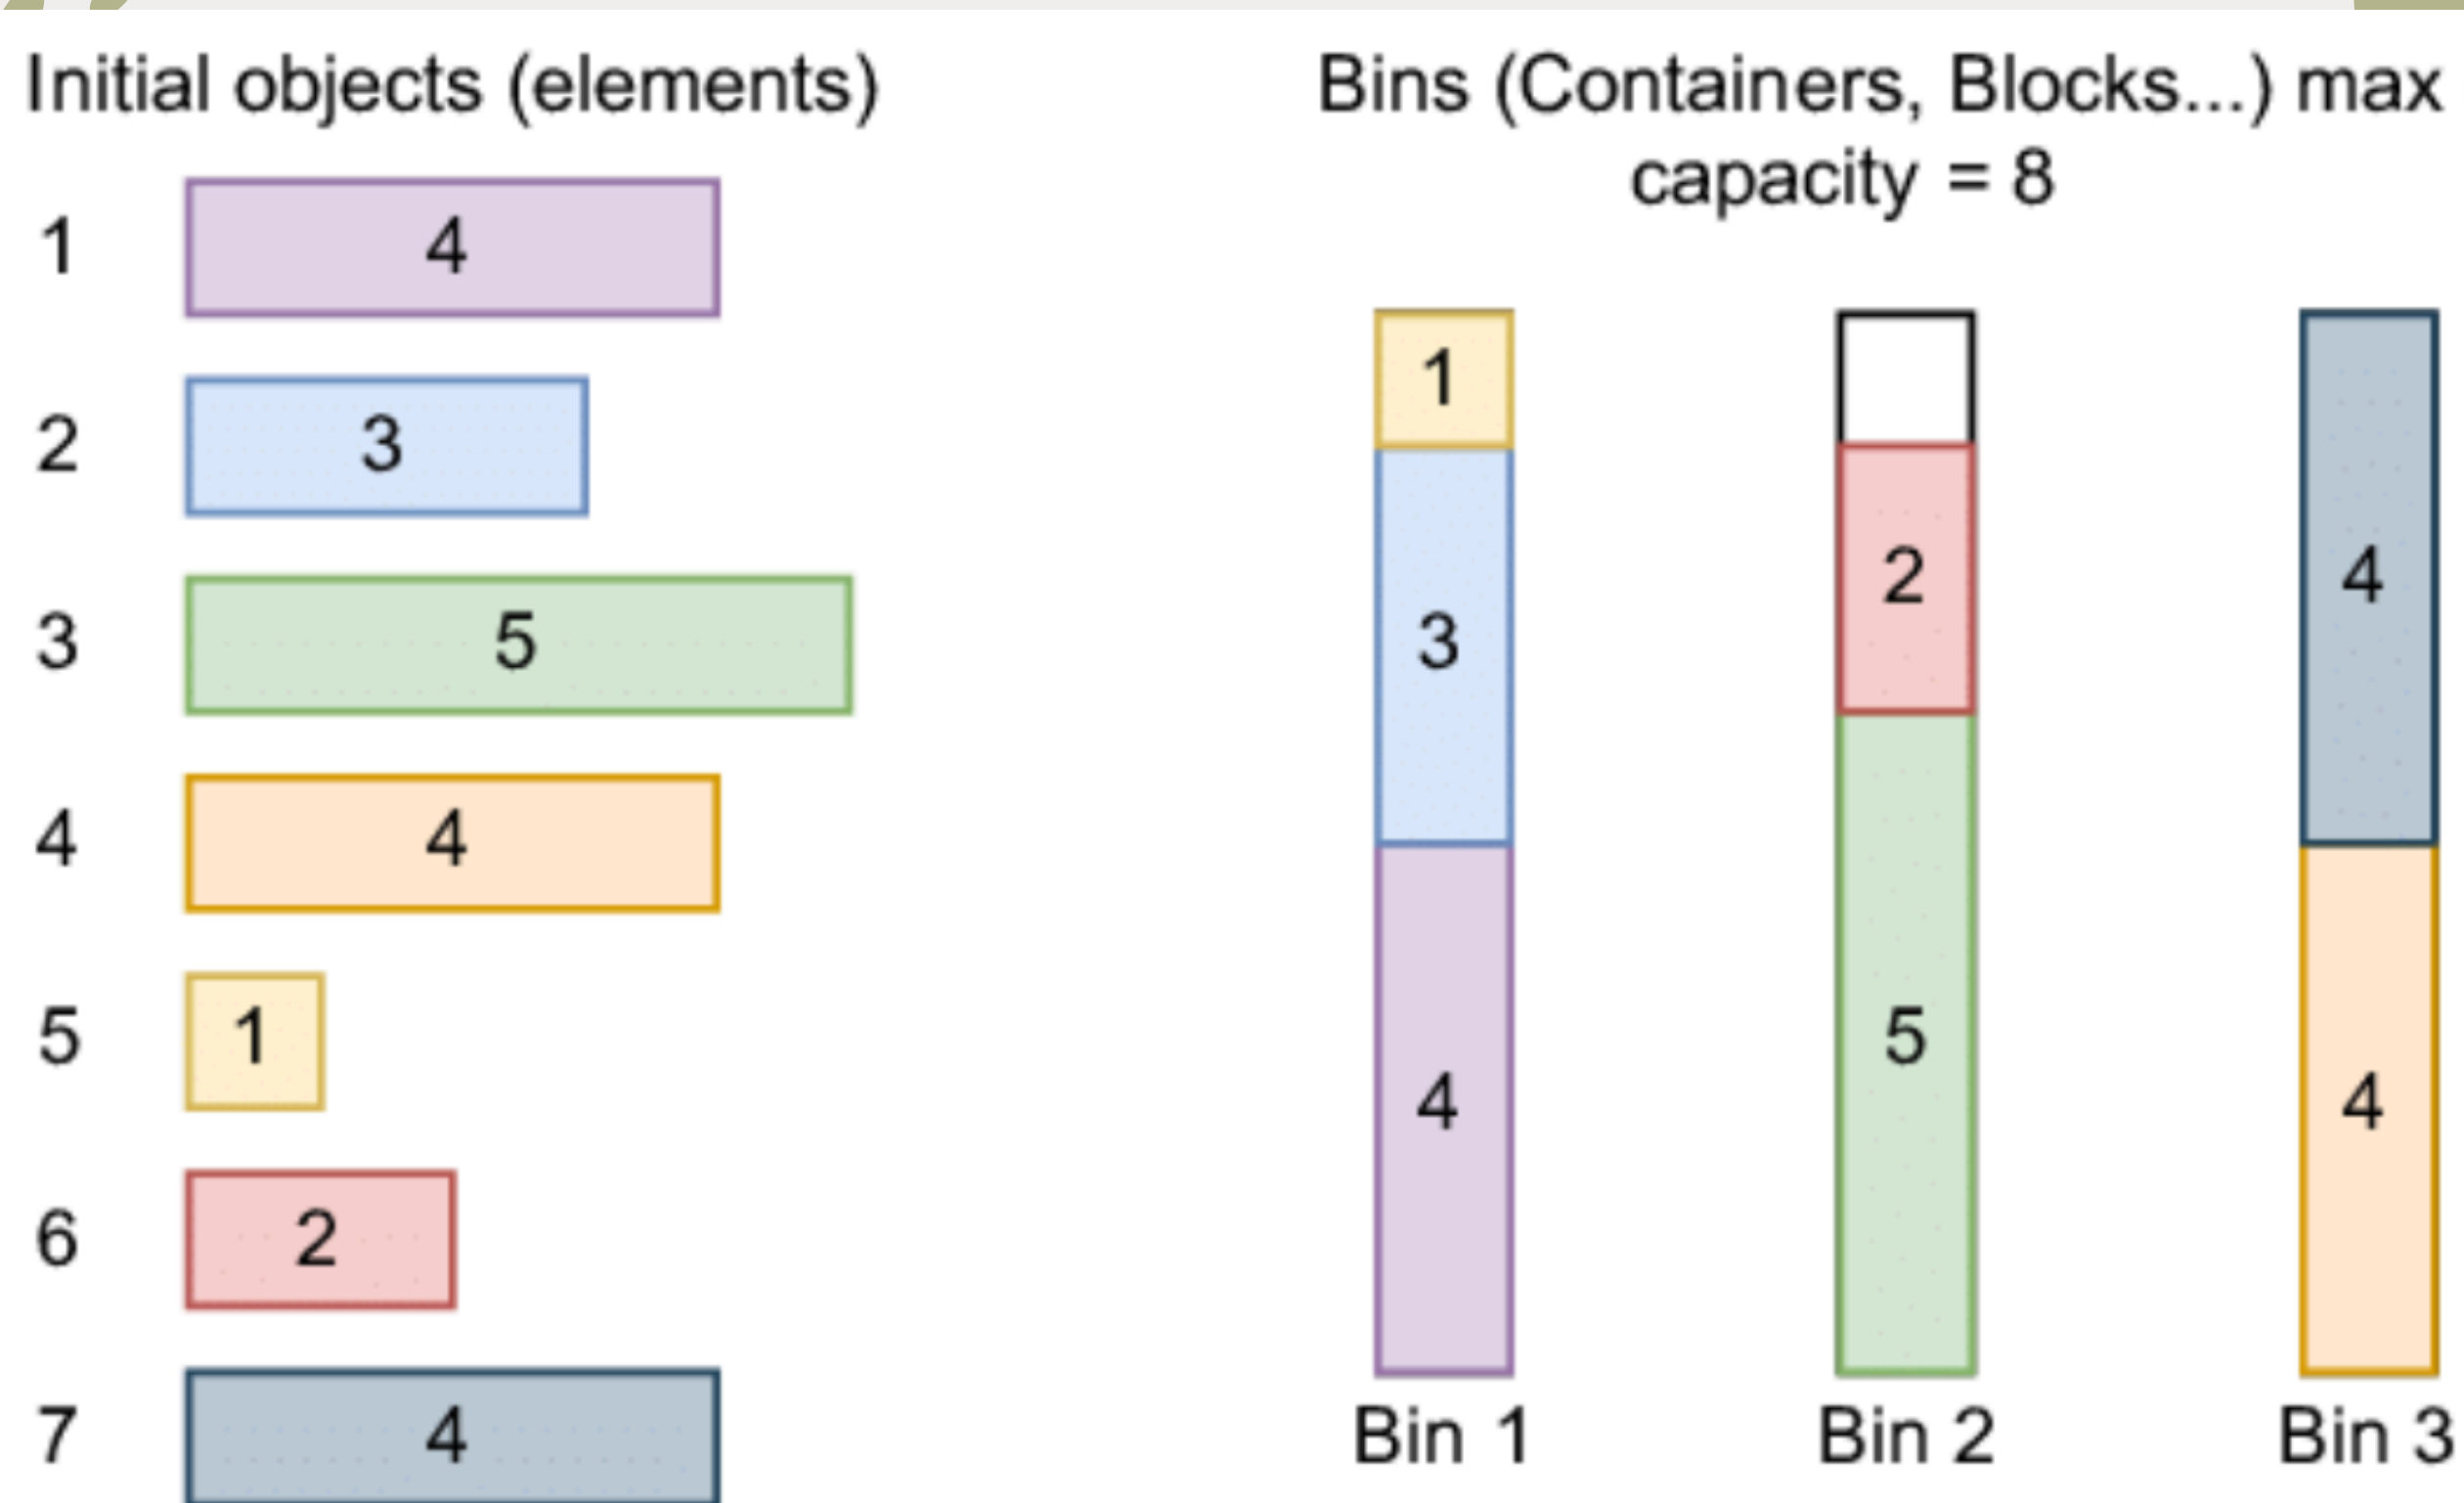 Initial objects (elements)
1 4
2 3
3 5
4 4
5 1
6 2
7 4
Bins (Containers, Blocks...) max
capacity = 8
1
3
4
Bin 1
2
5
Bin 2
4
4
Bin 3